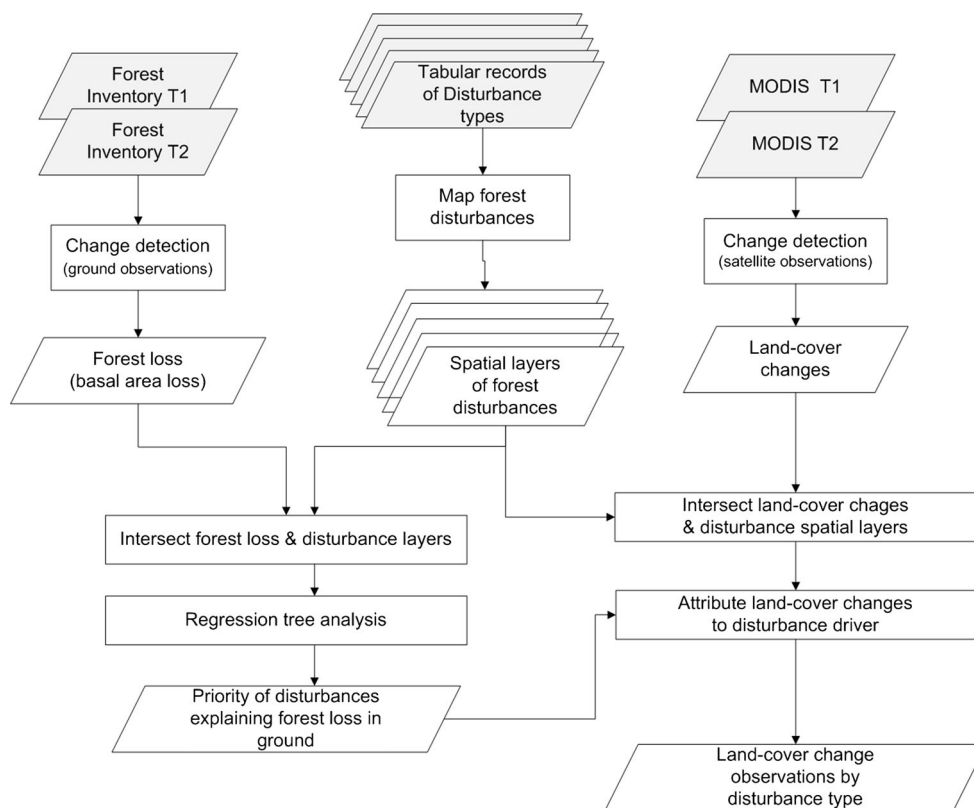 Forest
Inventory T1
Forest
Inventory T2
Change detection
(ground observations)
Forest loss
(basal area loss)
Tabular records
of Disturbance
types
Map forest
disturbances
Spatial layers
of forest
disturbances
MODIS T1
MODIS T2
Change detection
(satellite observations)
Land-cover
changes
Intersect forest loss & disturbance layers
Regression tree analysis
Priority of disturbances
explaining forest loss in
ground
Intersect land-cover chages
& disturbance spatial layers
Attribute land-cover changes
to disturbance driver
Land-cover change
observations by
disturbance type